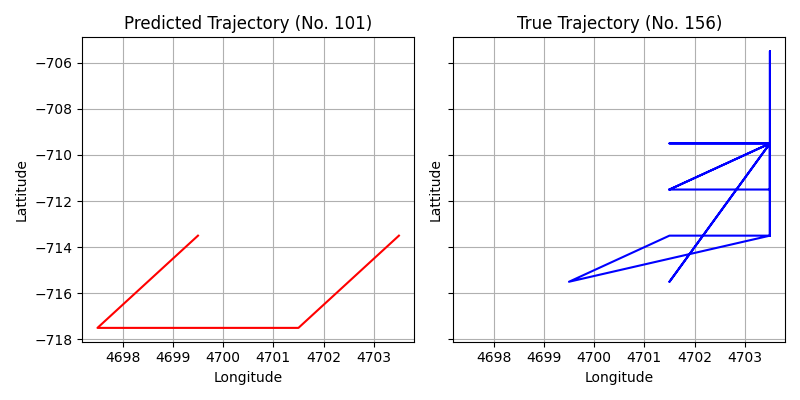 Predicted Trajectory (No. 101)
True Trajectory (No. 156)
−706
−708
−710
−712
−714
−716
−718
Lattitude
Lattitude
4698 4699 4700 4701 4702 4703
4698 4699 4700 4701 4702 4703
Longitude
Longitude